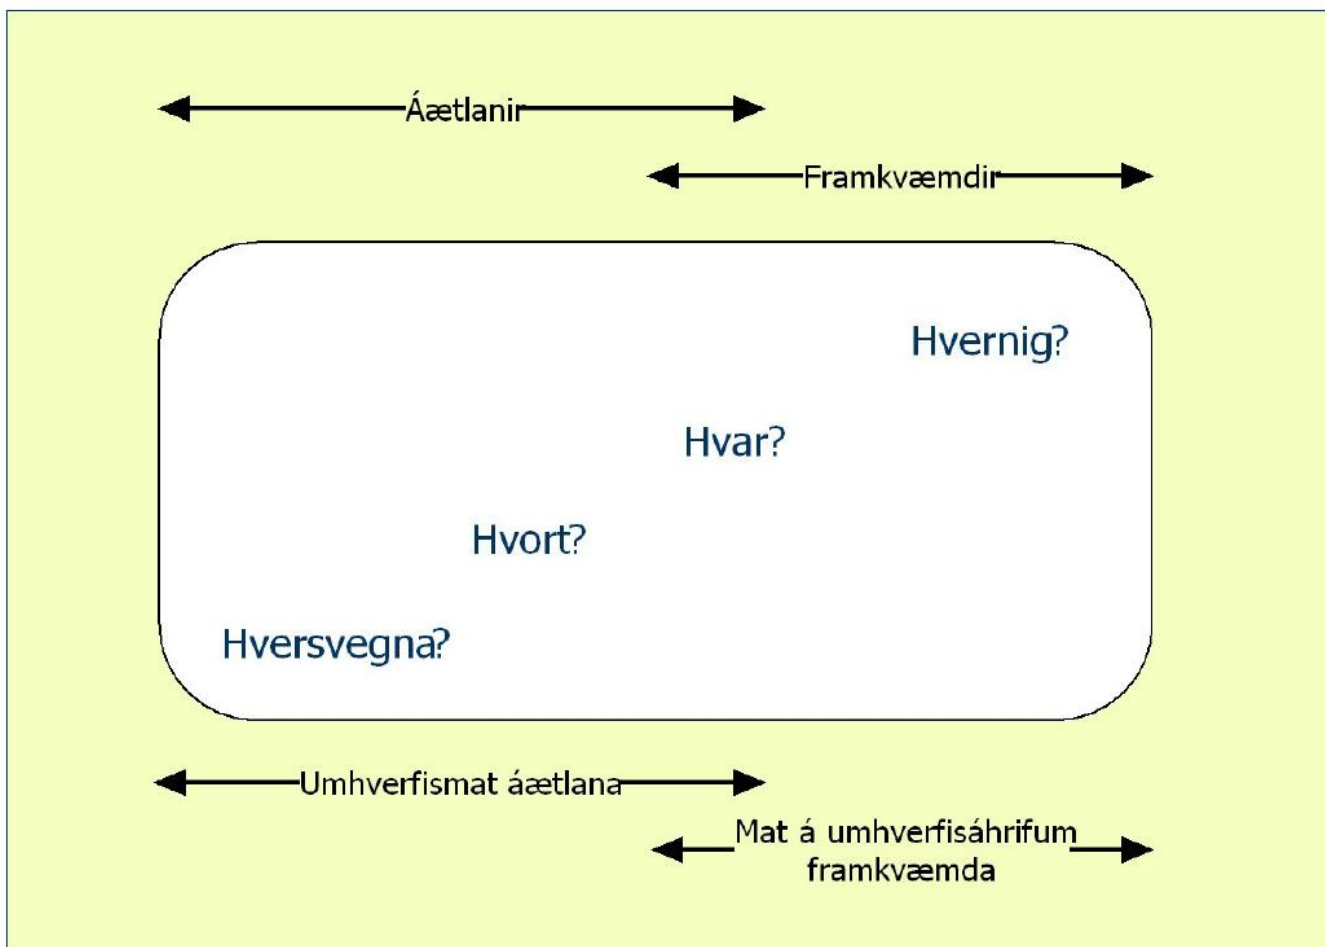 Áætlanir
Framkvæmdir
Hvernig?
Hvar?
Hvort?
Hversvegna?
Umhverfismat áætlana
Mat á umhverfisáhrifum
framkvæmda